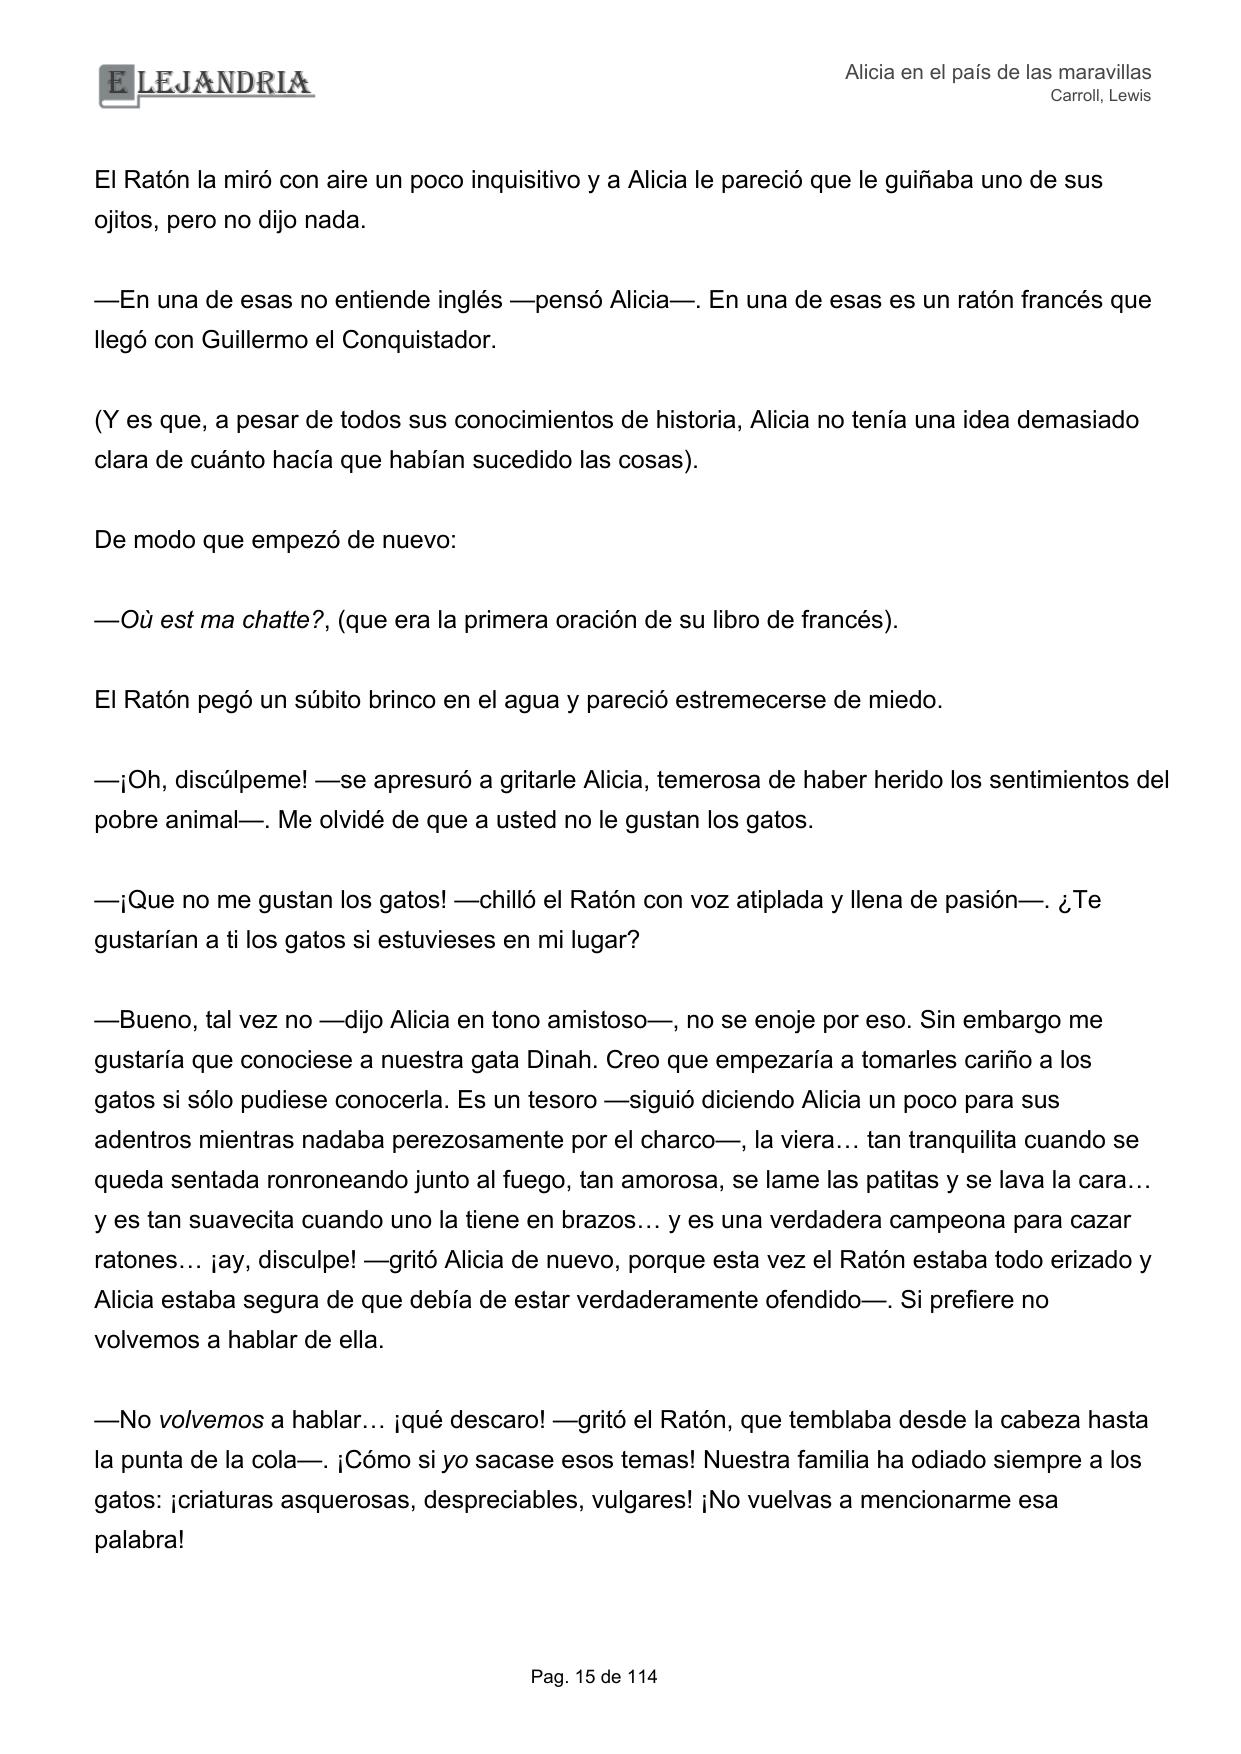 ELEJANDRIA
Alicia en el país de las maravillas
Carroll, Lewis
El Ratón la miró con aire un poco inquisitivo y a Alicia le pareció que le guiñaba uno de sus
ojitos, pero no dijo nada.
—En una de esas no entiende inglés —pensó Alicia—. En una de esas es un ratón francés que
llegó con Guillermo el Conquistador.
(Y es que, a pesar de todos sus conocimientos de historia, Alicia no tenía una idea demasiado
clara de cuánto hacía que habían sucedido las cosas).
De modo que empezó de nuevo:
—Où est ma chatte?, (que era la primera oración de su libro de francés).
El Ratón pegó un súbito brinco en el agua y pareció estremecerse de miedo.
—¡Oh, discúlpeme! —se apresuró a gritarle Alicia, temerosa de haber herido los sentimientos del
pobre animal—. Me olvidé de que a usted no le gustan los gatos.
—¡Que no me gustan los gatos! —chilló el Ratón con voz atiplada y llena de pasión—. ¿Te
gustarían a ti los gatos si estuvieses en mi lugar?
—Bueno, tal vez no —dijo Alicia en tono amistoso—, no se enoje por eso. Sin embargo me
gustaría que conociese a nuestra gata Dinah. Creo que empezaría a tomarles cariño a los
gatos si sólo pudiese conocerla. Es un tesoro —siguió diciendo Alicia un poco para sus
adentros mientras nadaba perezosamente por el charco—, la viera… tan tranquilita cuando se
queda sentada ronroneando junto al fuego, tan amorosa, se lame las patitas y se lava la cara…
y es tan suavecita cuando uno la tiene en brazos… y es una verdadera campeona para cazar
ratones… ¡ay, disculpe! —gritó Alicia de nuevo, porque esta vez el Ratón estaba todo erizado y
Alicia estaba segura de que debía de estar verdaderamente ofendido—. Si prefiere no
volvemos a hablar de ella.
—No volvemos a hablar… ¡qué descaro! —gritó el Ratón, que temblaba desde la cabeza hasta
la punta de la cola—. ¡Cómo si yo sacase esos temas! Nuestra familia ha odiado siempre a los
gatos: ¡criaturas asquerosas, despreciables, vulgares! ¡No vuelvas a mencionarme esa
palabra!
Pag. 15 de 114